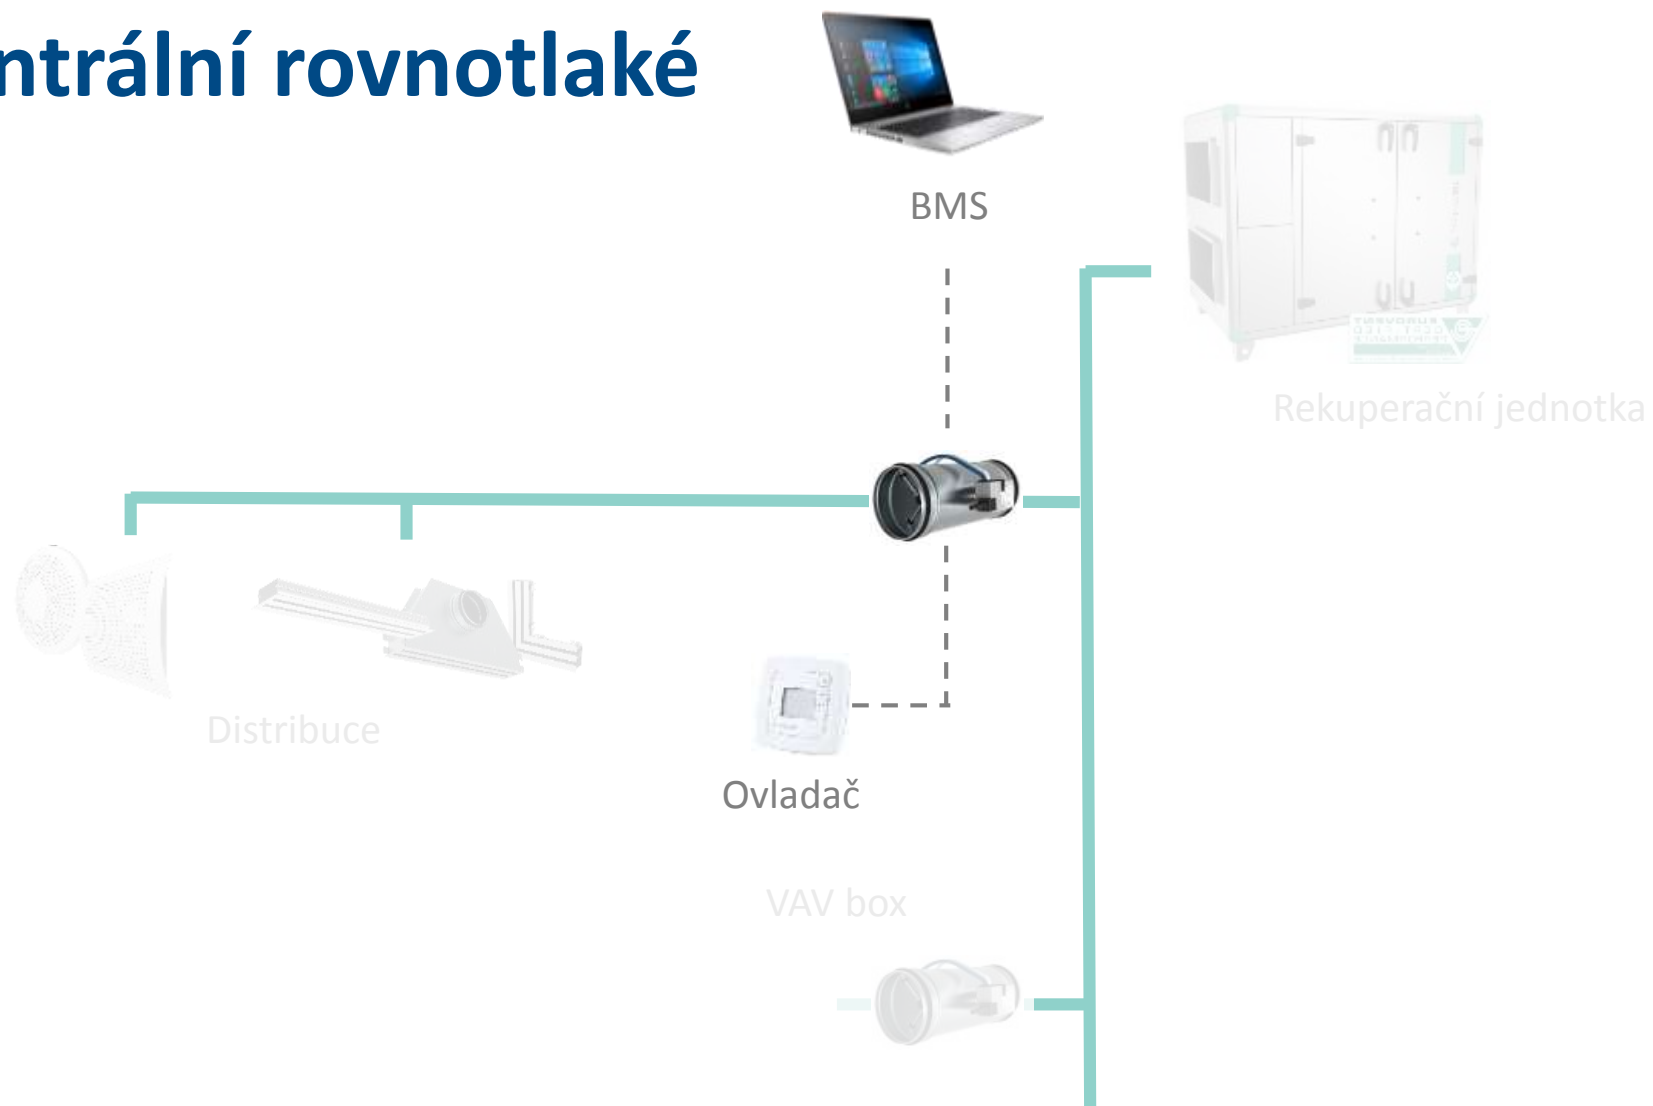 ntrální rovnotlaké
BMS
Rekuperační jednotka
Distribuce
Ovladač
VAV box